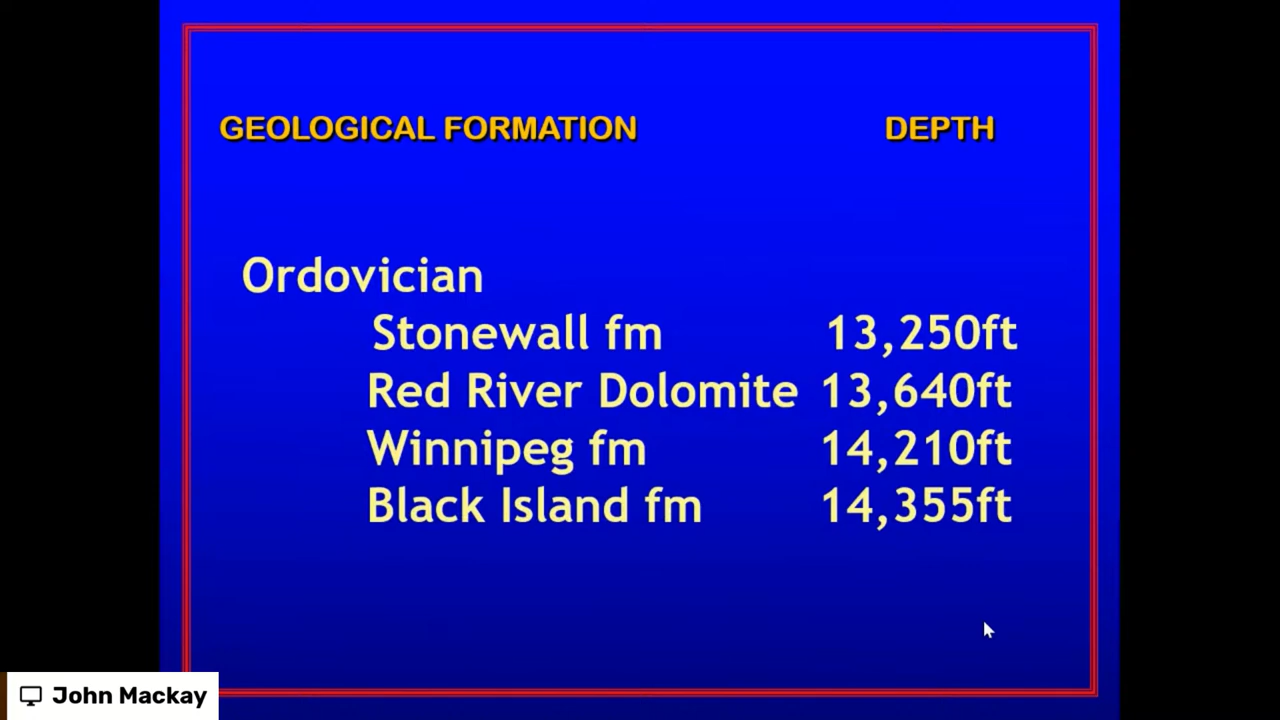 GEOLOGICAL FORMATION DEPTH
Ordovician
Stonewall fm 13,250ft
Red River Dolomite 13,640ft
Winnipeg fm 14,210ft
Black Island fm 14,355ft
John Mackay